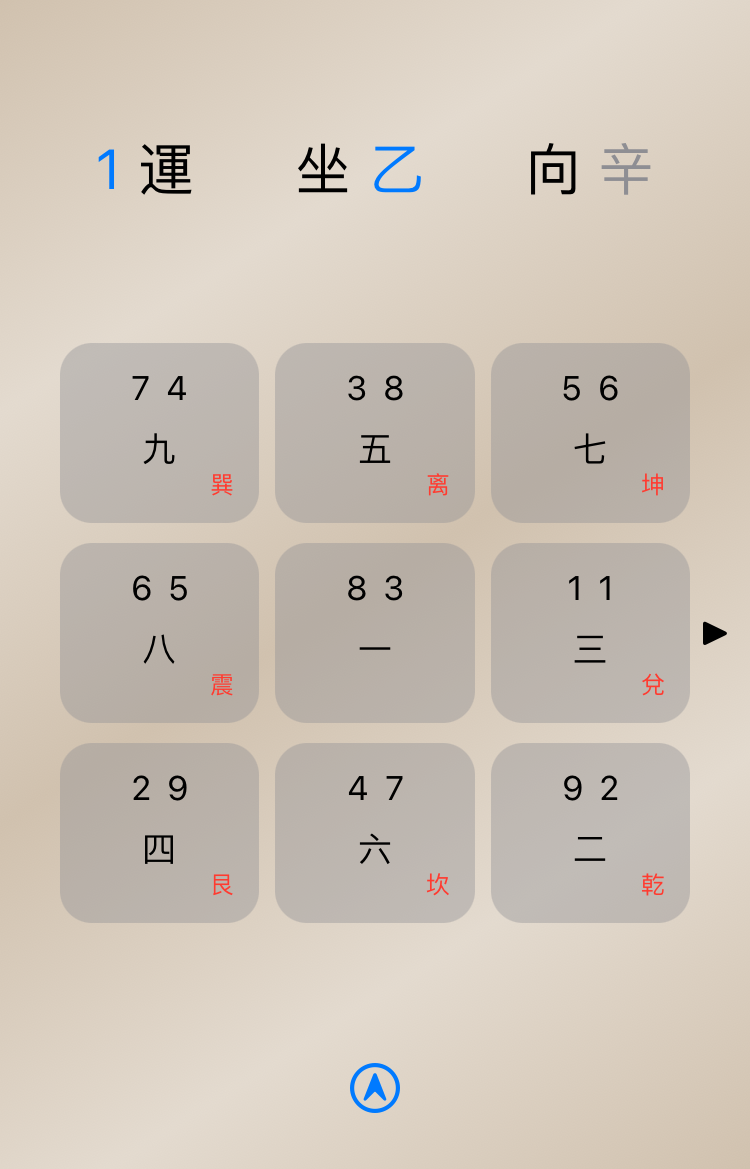 1 運 坐 乙 向 辛
7 4 3 8 5 6
九 五 七
巽 离 坤
6 5 8 3 1 1
八 一 三
震 兌
2 9 4 7 9 2
四 六 二
艮 坎 乾